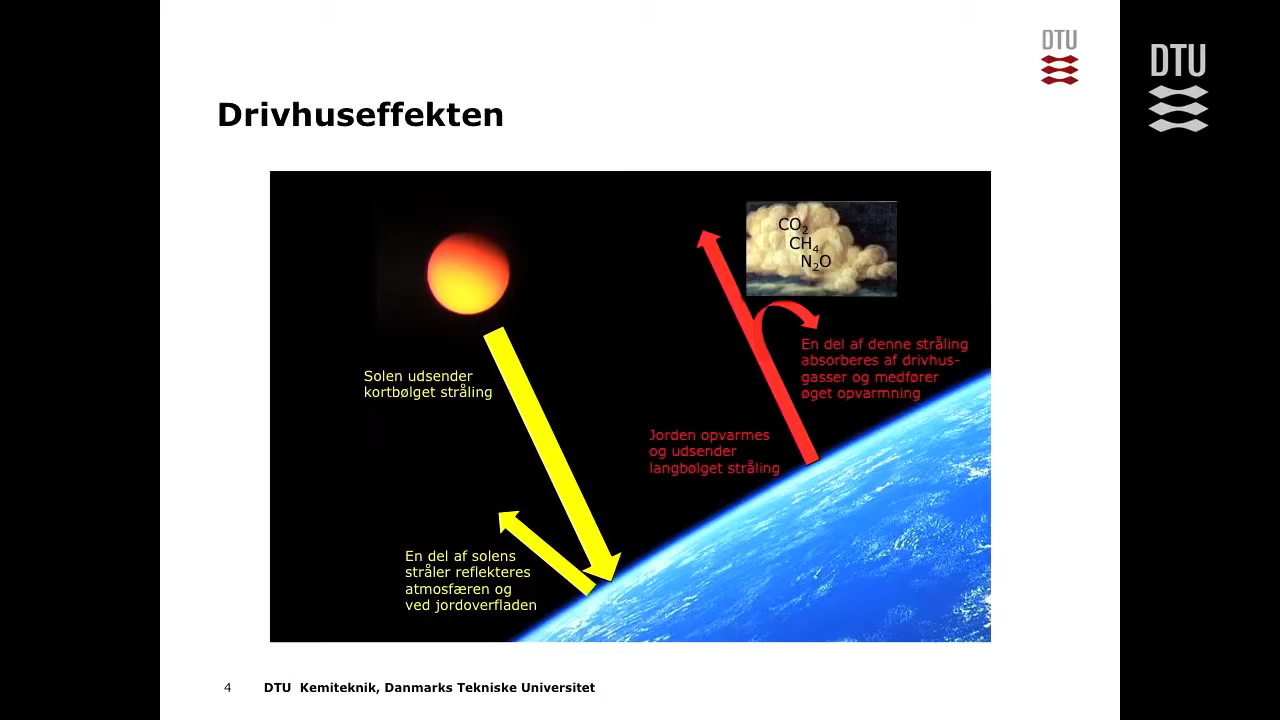 DTU
DTU
Drivhuseffekten
CO₂
CH₄
N₂O
Solen udsender
kortbølget stråling
En del af denne stråling
absorberes af drivhus-
gasser og medfører
øget opvarmning
Jorden opvarmes
og udsender
langbølget stråling
En del af solens
stråler reflekteres
atmosfæren og
ved jordoverfladen
4 DTU Kemiteknik, Danmarks Tekniske Universitet